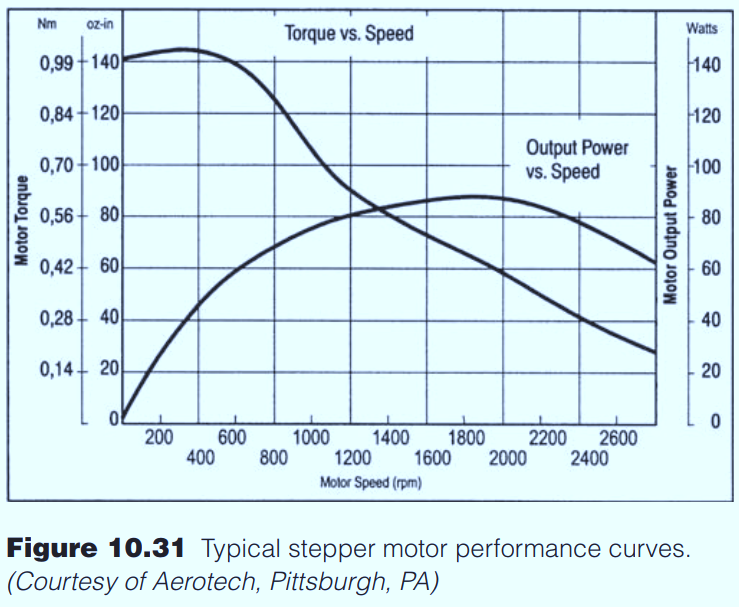 Nm oz-in Torque vs. Speed Watts
0,99 140 140
0,84 120 120
Output Power
vs. Speed
0,70 100 100
0,56 80 80
0,42 60 60
0,28 40 40
0,14 20 20
0 0
Motor Torque
Motor Output Power
200 600 1000 1400 1800 2200 2600
400 800 1200 1600 2000 2400
Motor Speed (rpm)
Figure 10.31 Typical stepper motor performance curves.
(Courtesy of Aerotech, Pittsburgh, PA)